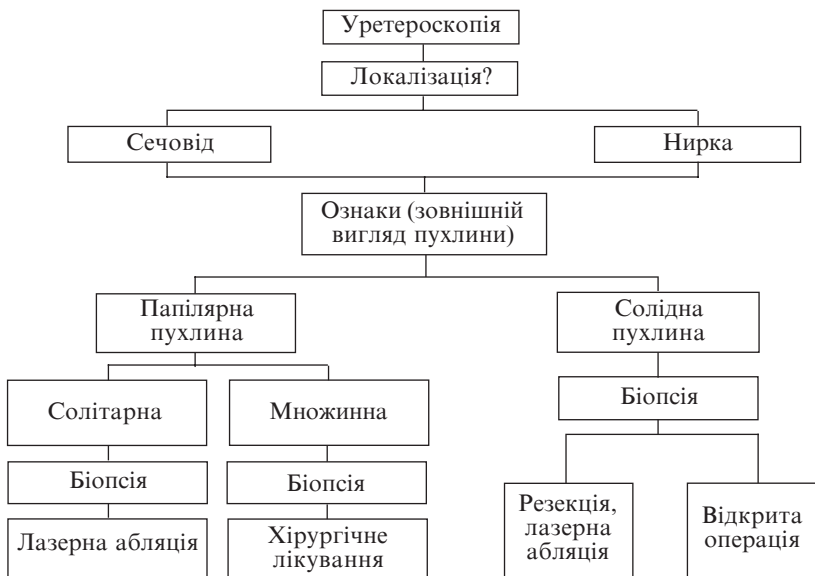 Уретероскопія
Локалізація?
Сечовід
Нирка
Ознаки (зовнішній
вигляд пухлини)
Папілярна
пухлина
Солідна
пухлина
Солітарна
Множинна
Біопсія
Біопсія
Біопсія
Лазерна абляція
Хірургічне
лікування
Резекція,
лазерна
абляція
Відкрита
операція